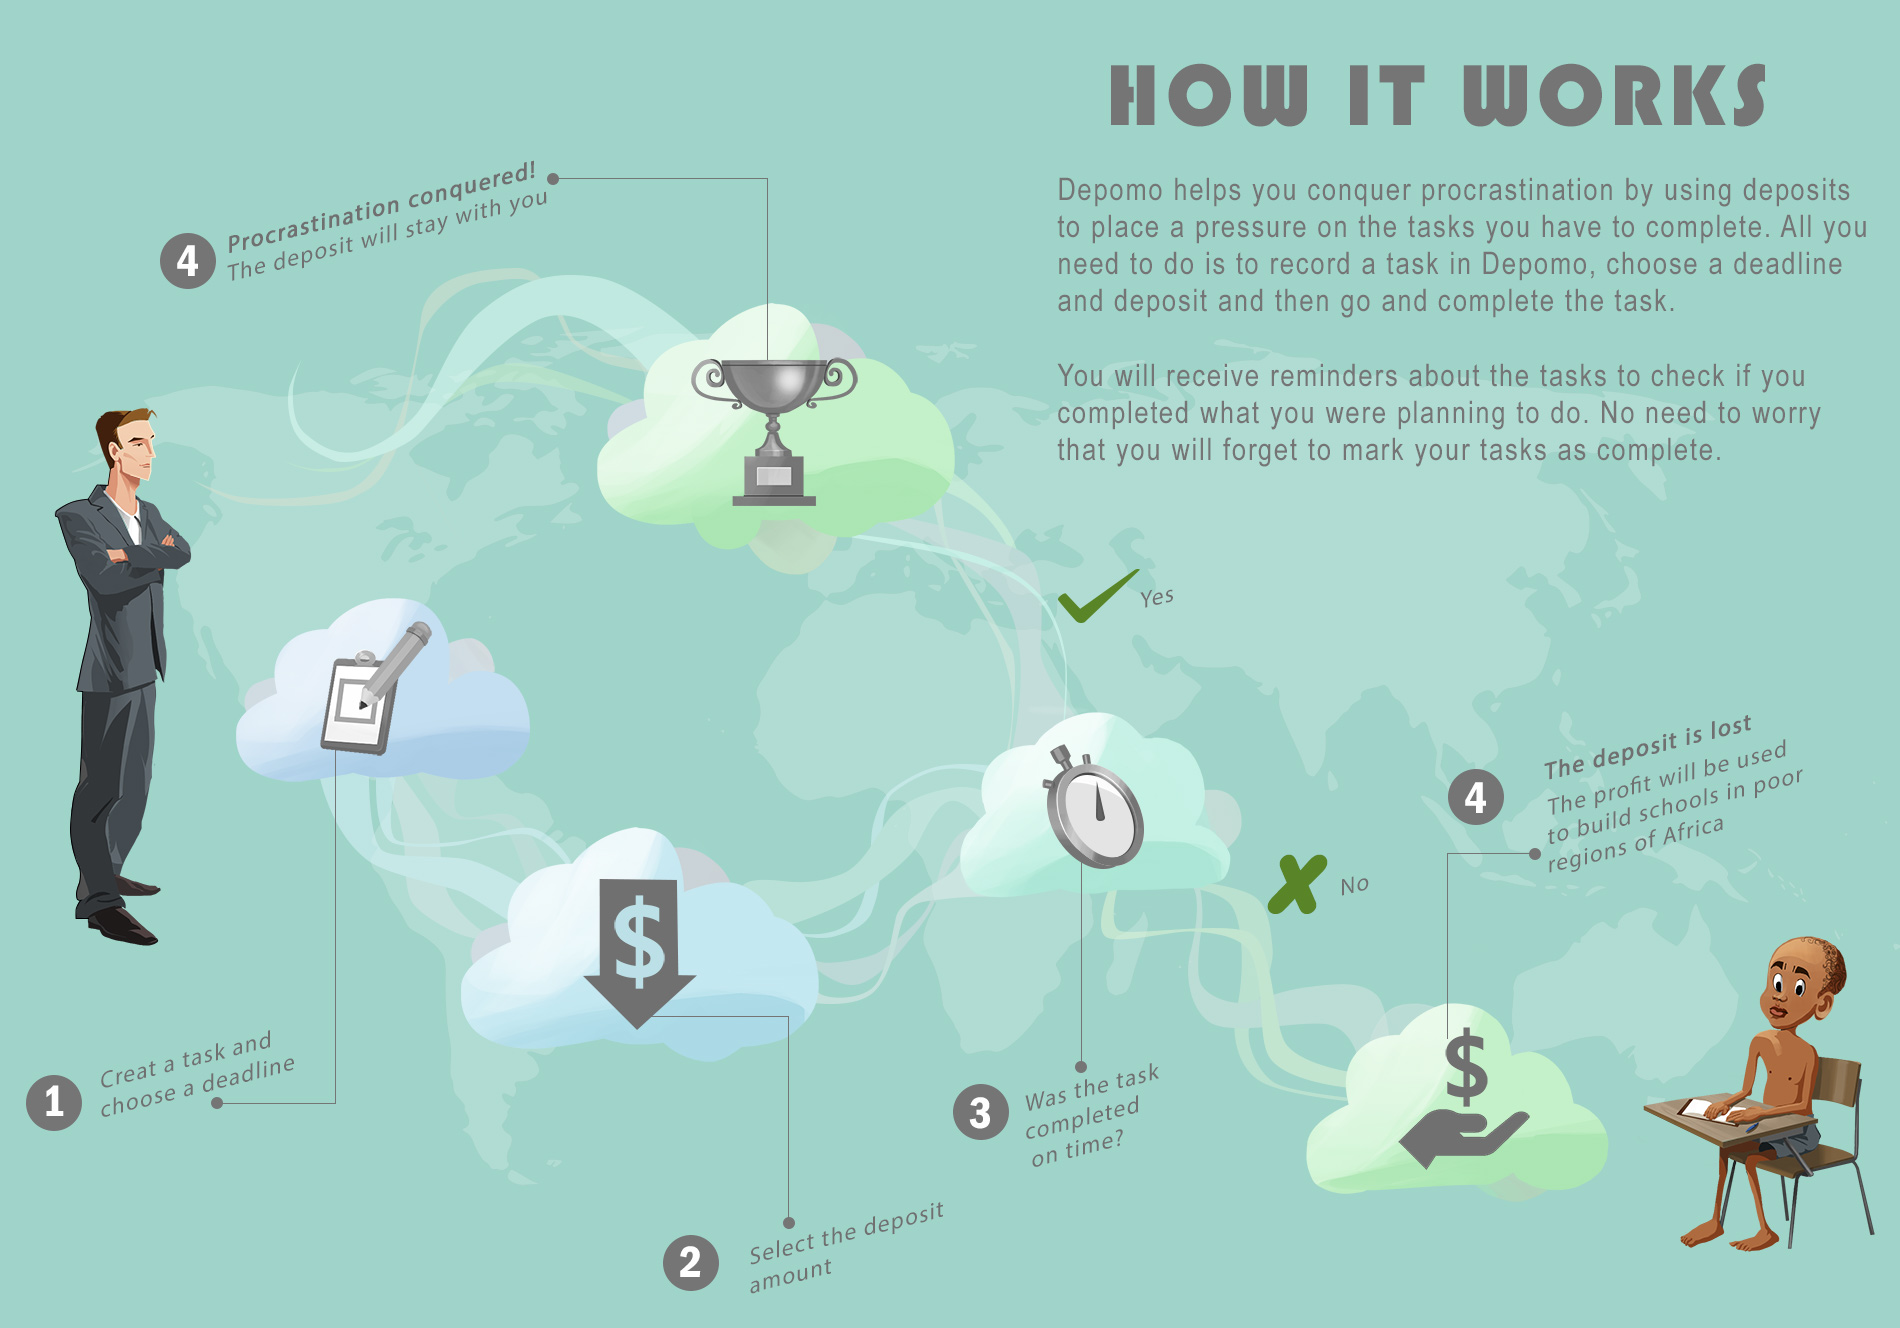 HOW IT WORKS
Depomo helps you conquer procrastination by using deposits
to place a pressure on the tasks you have to complete. All you
need to do is to record a task in Depomo, choose a deadline
and deposit and then go and complete the task.
You will receive reminders about the tasks to check if you
completed what you were planning to do. No need to worry
that you will forget to mark your tasks as complete.
4
Procrastination conquered!
The deposit will stay with you
Yes
No
$
1
Creat a task and
choose a deadline
2
Select the deposit
amount
3
Was the task
completed
on time?
4
The deposit is lost
The profit will be used
to build schools in poor
regions of Africa
$